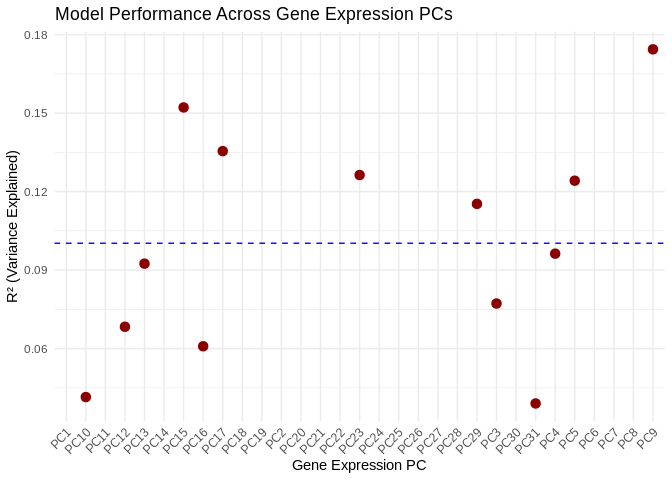 Model Performance Across Gene Expression PCs
R² (Variance Explained)
0.18
0.15
0.12
0.09
0.06
PC1
PC10
PC11
PC12
PC13
PC14
PC15
PC16
PC17
PC18
PC19
PC2
PC20
PC21
PC22
PC23
PC24
PC25
PC26
PC27
PC28
PC29
PC3
PC30
PC31
PC4
PC5
PC6
PC7
PC8
PC9
Gene Expression PC